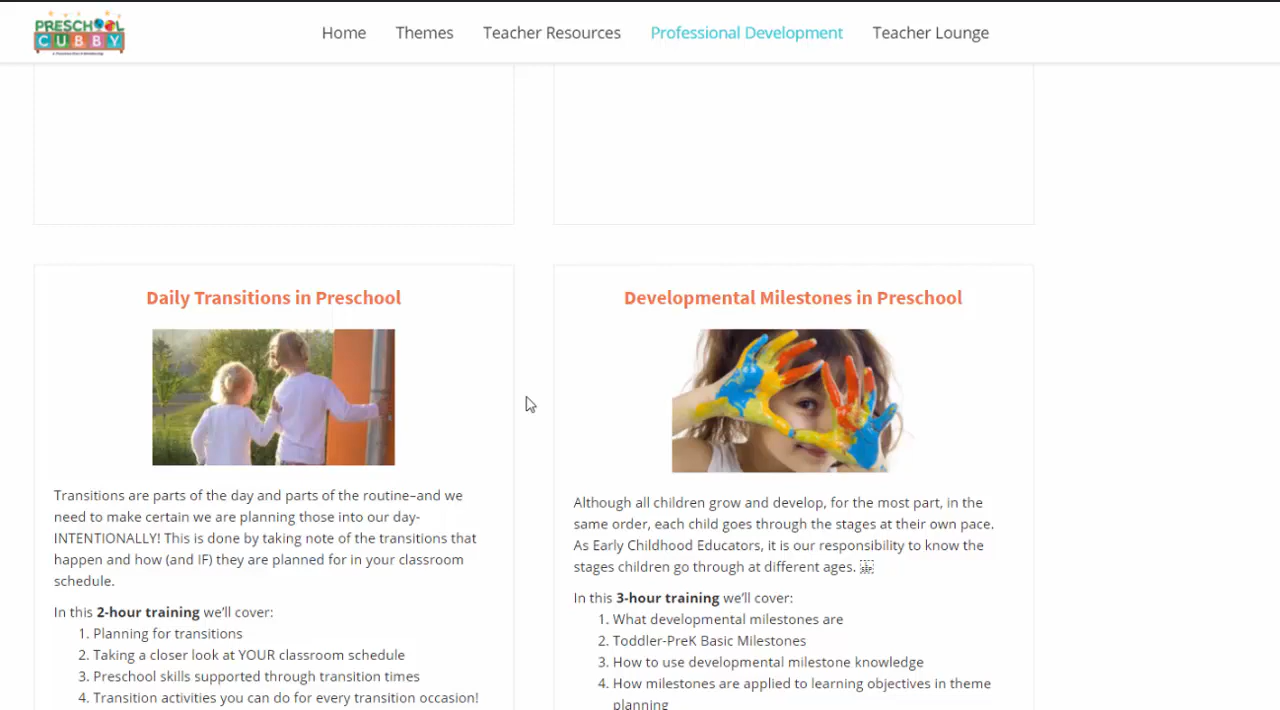 PRESCHOOL
CUBBY
Home
Themes
Teacher Resources
Professional Development
Teacher Lounge
Daily Transitions in Preschool
Transitions are parts of the day and parts of the routine–and we
need to make certain we are planning those into our day-
INTENTIONALLY! This is done by taking note of the transitions that
happen and how (and IF) they are planned for in your classroom
schedule.
In this 2-hour training we'll cover:
1. Planning for transitions
2. Taking a closer look at YOUR classroom schedule
3. Preschool skills supported through transition times
4. Transition activities you can do for every transition occasion!
Developmental Milestones in Preschool
Although all children grow and develop, for the most part, in the
same order, each child goes through the stages at their own pace.
As Early Childhood Educators, it is our responsibility to know the
stages children go through at different ages.
In this 3-hour training we'll cover:
1. What developmental milestones are
2. Toddler-PreK Basic Milestones
3. How to use developmental milestone knowledge
4. How milestones are applied to learning objectives in theme
planning